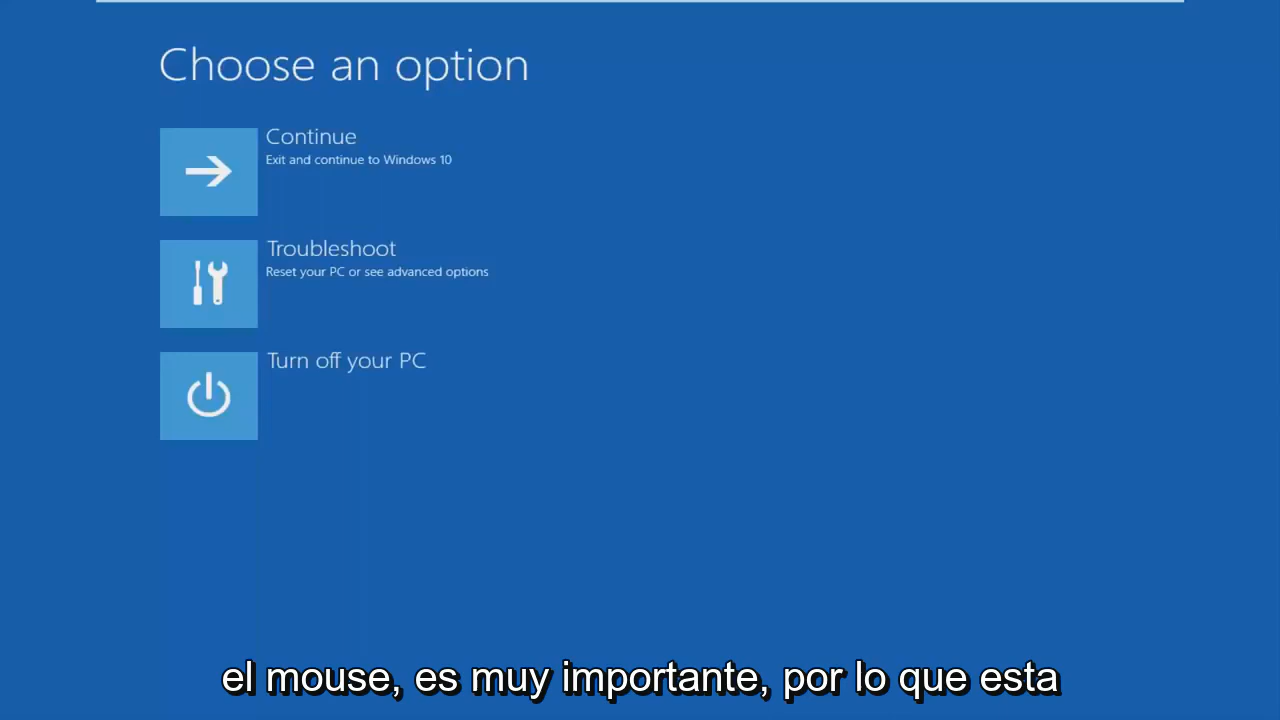 Choose an option
Continue
Exit and continue to Windows 10
Troubleshoot
Reset your PC or see advanced options
Turn off your PC
el mouse, es muy importante, por lo que esta